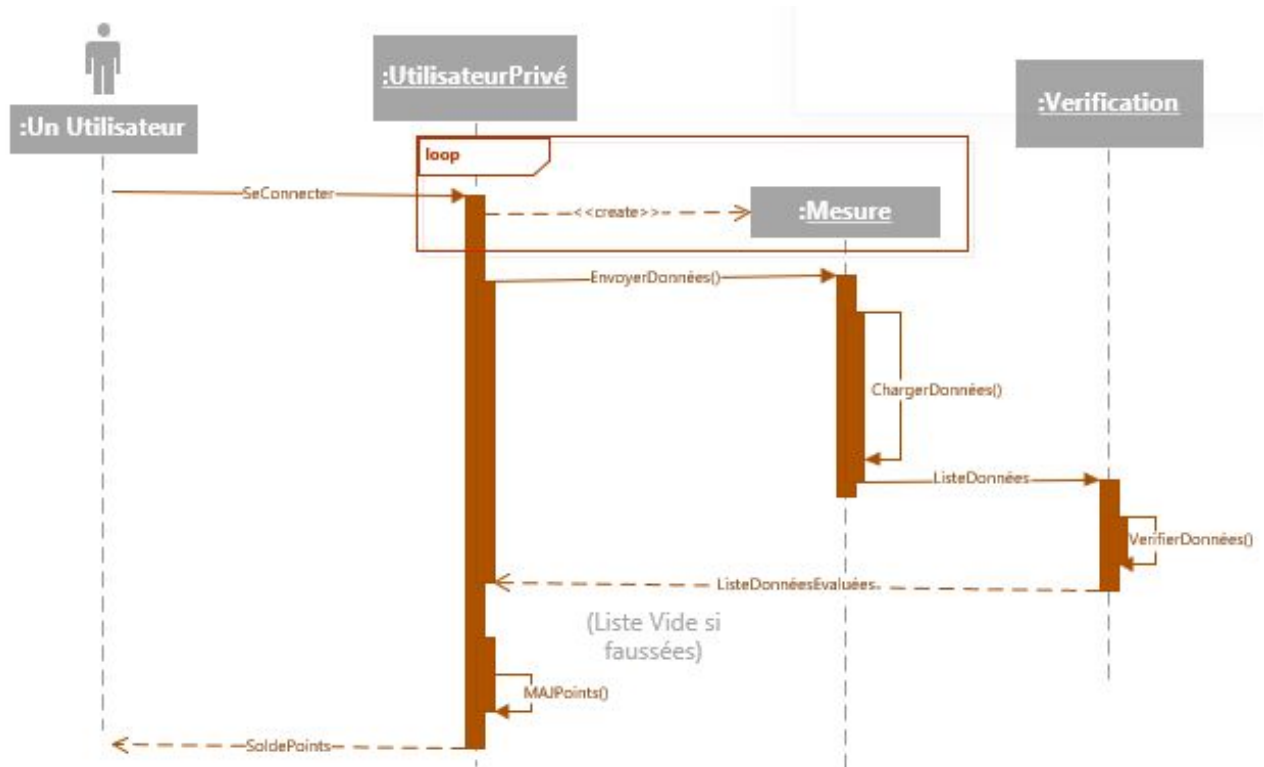 :UtilisateurPrivé
:Verification
:Un Utilisateur
loop
SeConnecter
<<create>>
:Mesure
EnvoyerDonnées()
ChargerDonnées()
ListeDonnées
VerifierDonnées()
ListeDonnéesEvaluées
(Liste Vide si
faussées)
MAJPoints()
SoldePoints